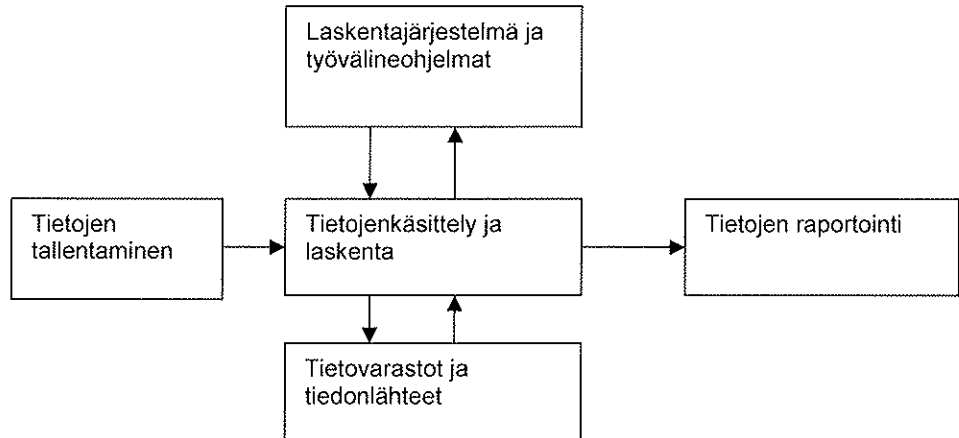 Laskentajärjestelmä ja
työvälineohjelmat
Tietojen
tallentaminen
Tietojenkäsittely ja
laskenta
Tietojen raportointi
Tietovarastot ja
tiedonlähteet